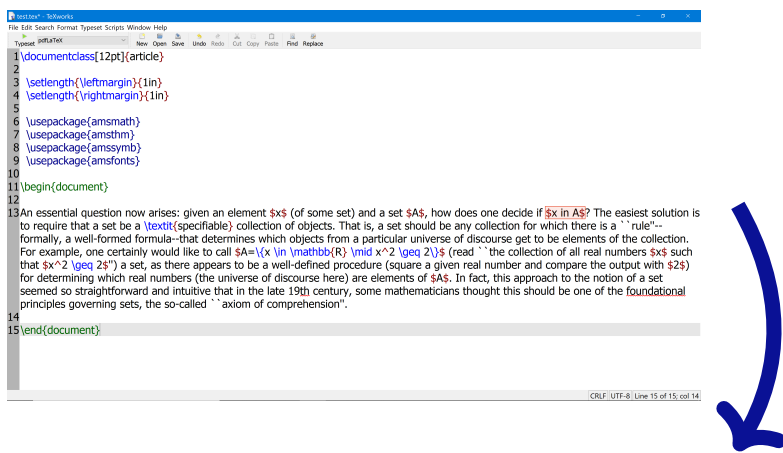 test.tex* - TeXworks
File Edit Search Format Typeset Scripts Window Help
Typeset pdfLaTeX New Open Save Undo Redo Cut Copy Paste Find Replace
1 \documentclass[12pt]{article}
2
3 \setlength{\leftmargin}{1in}
4 \setlength{\rightmargin}{1in}
5
6 \usepackage{amsmath}
7 \usepackage{amsthm}
8 \usepackage{amssymb}
9 \usepackage{amsfonts}
10
11 \begin{document}
12
13 An essential question now arises: given an element $x$ (of some set) and a set $A$, how does one decide if $x in A$? The easiest solution is
to require that a set be a \textit{specifiable} collection of objects. That is, a set should be any collection for which there is a ``rule''--
formally, a well-formed formula--that determines which objects from a particular universe of discourse get to be elements of the collection.
For example, one certainly would like to call $A=\{x \in \mathbb{R} \mid x^2 \geq 2\}$ (read ``the collection of all real numbers $x$ such
that $x^2 \geq 2$'') a set, as there appears to be a well-defined procedure (square a given real number and compare the output with $2$)
for determining which real numbers (the universe of discourse here) are elements of $A$. In fact, this approach to the notion of a set
seemed so straightforward and intuitive that in the late 19th century, some mathematicians thought this should be one of the foundational
principles governing sets, the so-called ``axiom of comprehension''.
14
15 \end{document}
CRLF UTF-8 Line 15 of 15; col 14